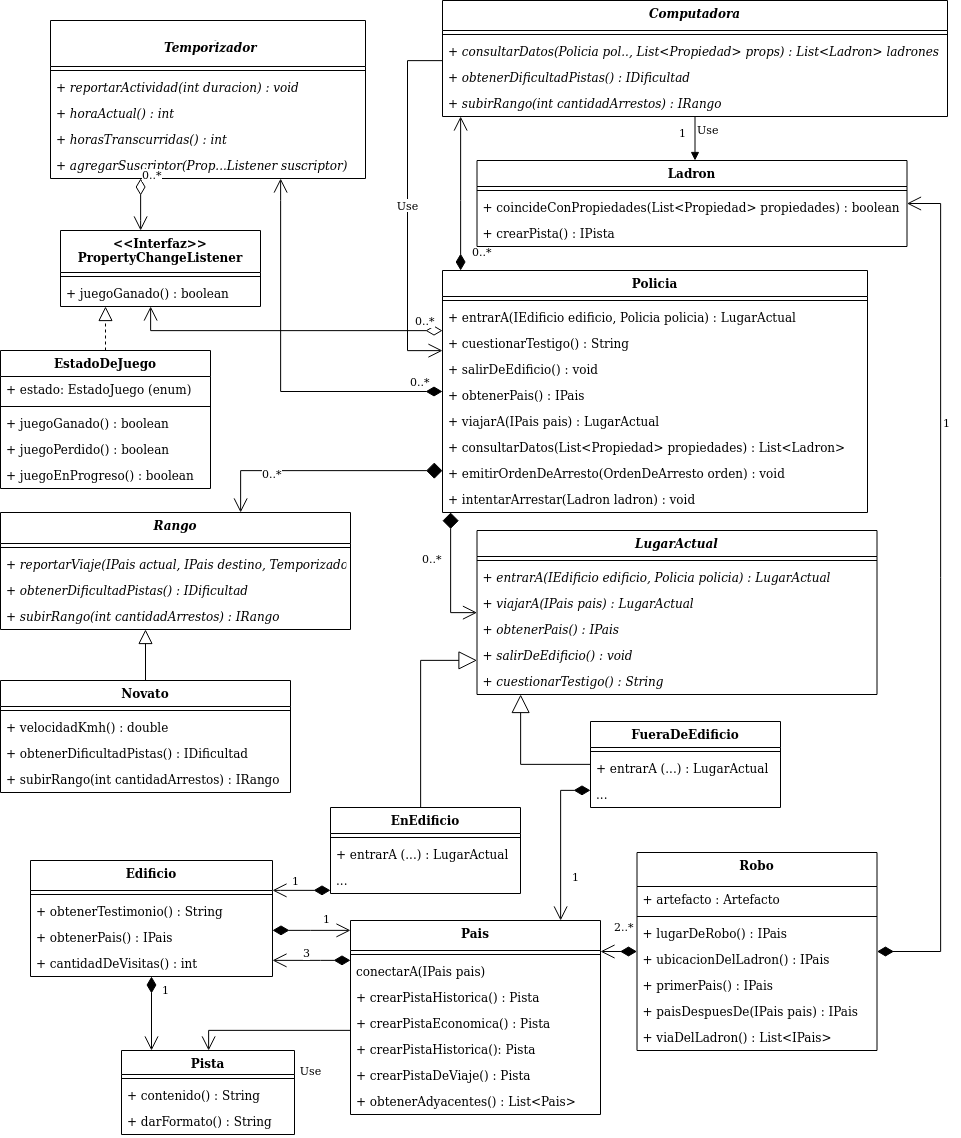 Computadora
+ consultarDatos(Policia pol.., List<Propiedad> props) : List<Ladron> ladrones
+ obtenerDificultadPistas() : IDificultad
+ subirRango(int cantidadArrestos) : IRango
Temporizador
+ reportarActividad(int duracion) : void
+ horaActual() : int
+ horasTranscurridas() : int
+ agregarSuscriptor(Prop...Listener suscriptor)
0..*
1
Use
Use
Ladron
+ coincideConPropiedades(List<Propiedad> propiedades) : boolean
+ crearPista() : IPista
<<Interfaz>>
PropertyChangeListener
+ juegoGanado() : boolean
0..*
0..*
0..*
0..*
0..*
1
Policia
+ entrarA(IEdificio edificio, Policia policia) : LugarActual
+ cuestionarTestigo() : String
+ salirDeEdificio() : void
+ obtenerPais() : IPais
+ viajarA(IPais pais) : LugarActual
+ consultarDatos(List<Propiedad> propiedades) : List<Ladron>
+ emitirOrdenDeArresto(OrdenDeArresto orden) : void
+ intentarArrestar(Ladron ladron) : void
EstadoDeJuego
+ estado: EstadoJuego (enum)
+ juegoGanado() : boolean
+ juegoPerdido() : boolean
+ juegoEnProgreso() : boolean
Rango
+ reportarViaje(IPais actual, IPais destino, Temporizado
+ obtenerDificultadPistas() : IDificultad
+ subirRango(int cantidadArrestos) : IRango
LugarActual
+ entrarA(IEdificio edificio, Policia policia) : LugarActual
+ viajarA(IPais pais) : LugarActual
+ obtenerPais() : IPais
+ salirDeEdificio() : void
+ cuestionarTestigo() : String
Novato
+ velocidadKmh() : double
+ obtenerDificultadPistas() : IDificultad
+ subirRango(int cantidadArrestos) : IRango
FueraDeEdificio
+ entrarA (...) : LugarActual
...
EnEdificio
+ entrarA (...) : LugarActual
...
Edificio
+ obtenerTestimonio() : String
+ obtenerPais() : IPais
+ cantidadDeVisitas() : int
1
1
3
1
1
2..*
Robo
+ artefacto : Artefacto
+ lugarDeRobo() : IPais
+ ubicacionDelLadron() : IPais
+ primerPais() : IPais
+ paisDespuesDe(IPais pais) : IPais
+ viaDelLadron() : List<IPais>
Pais
conectarA(IPais pais)
+ crearPistaHistorica() : Pista
+ crearPistaEconomica() : Pista
+ crearPistaHistorica(): Pista
+ crearPistaDeViaje() : Pista
+ obtenerAdyacentes() : List<Pais>
Pista
+ contenido() : String
+ darFormato() : String
Use